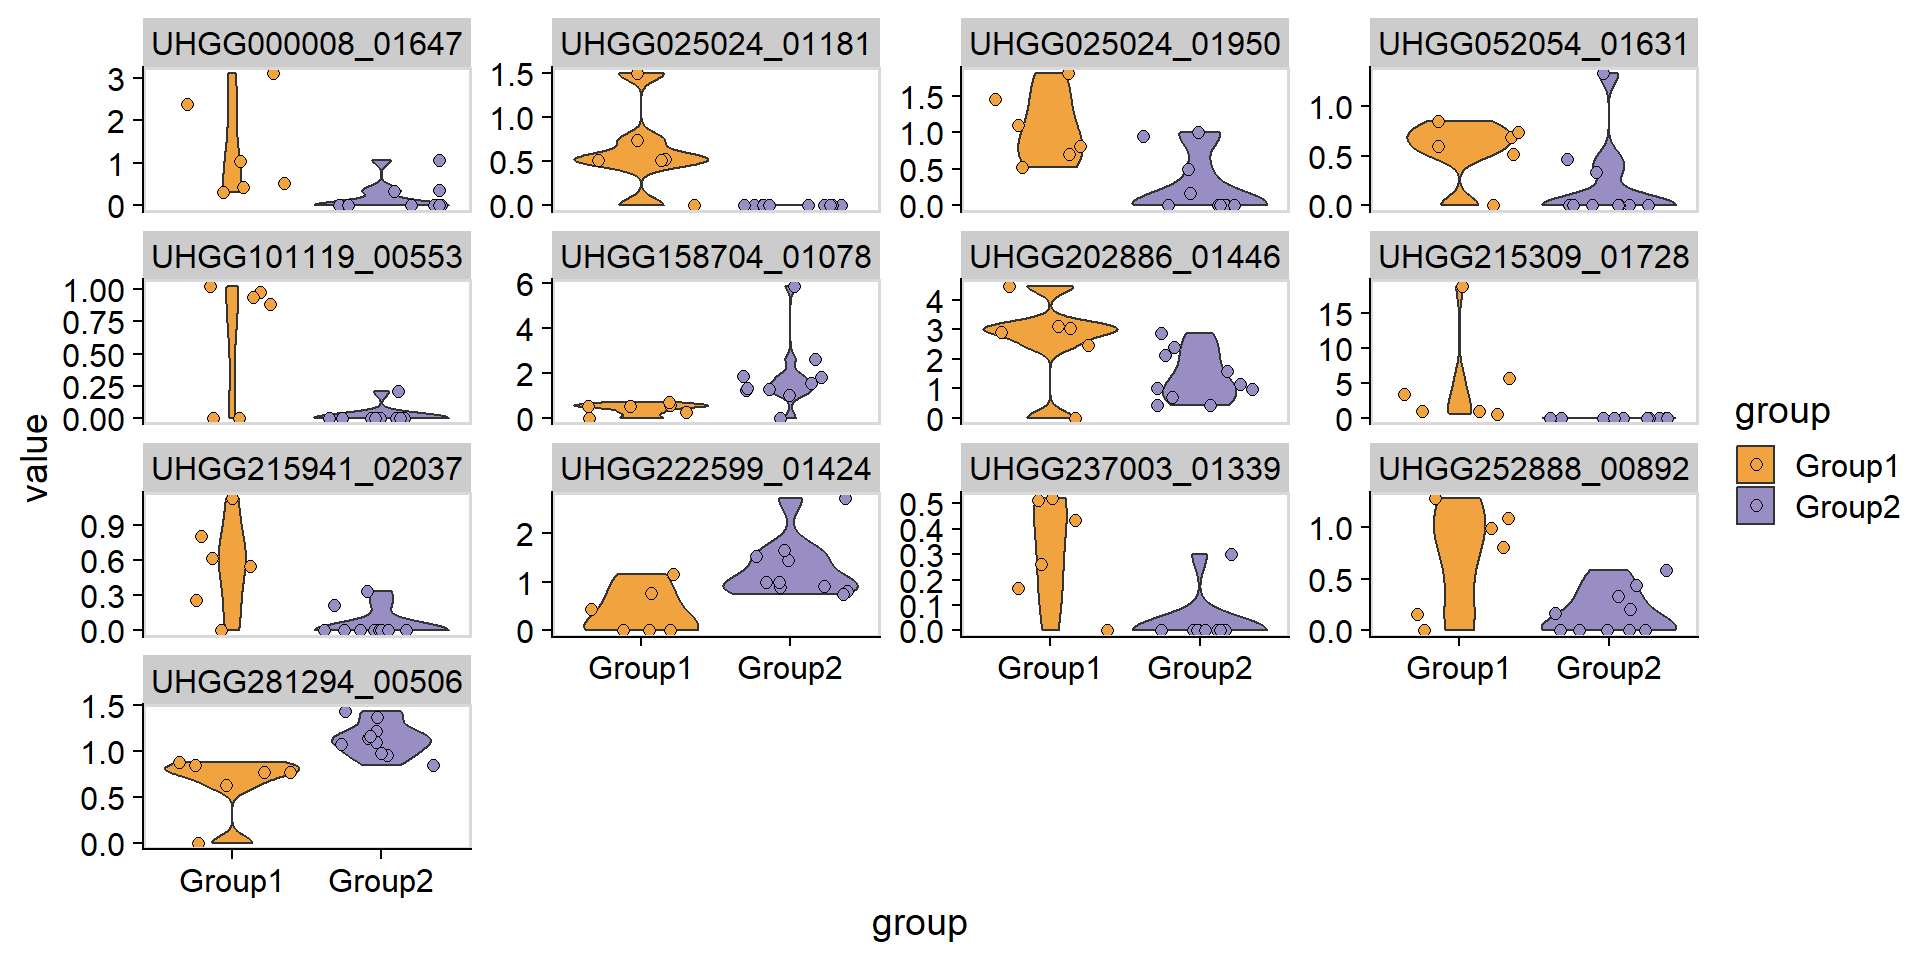 UHGG000008_01647 UHGG025024_01181 UHGG025024_01950 UHGG052054_01631
3 1.5 1.5 1.0
2 1.0 1.0 0.5
1 0.5 0.5 0.0
0 0.0 0.0
UHGG101119_00553 UHGG158704_01078 UHGG202886_01446 UHGG215309_01728
1.00 6 4 15
0.75 4 3 10
0.50 2 2 5
0.25 0 1 0
0.00 0
value
UHGG215941_02037 UHGG222599_01424 UHGG237003_01339 UHGG252888_00892
0.9 2 0.5 1.0
0.6 1 0.4 0.5
0.3 0 0.3 0.0
0.0 0.2
0.1
0.0
Group1 Group2 Group1 Group2 Group1 Group2
UHGG281294_00506
1.5
1.0
0.5
0.0
Group1 Group2
group
group
Group1
Group2